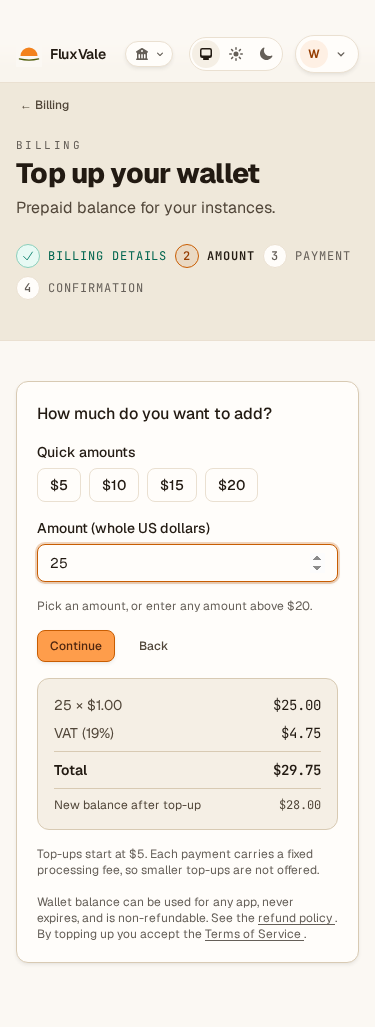 FluxVale
W
← Billing
BILLING
Top up your wallet
Prepaid balance for your instances.
BILLING DETAILS 2 AMOUNT 3 PAYMENT
4 CONFIRMATION
How much do you want to add?
Quick amounts
$5 $10 $15 $20
Amount (whole US dollars)
25
Pick an amount, or enter any amount above $20.
Continue Back
25 × $1.00 $25.00
VAT (19%) $4.75
Total $29.75
New balance after top-up $28.00
Top-ups start at $5. Each payment carries a fixed
processing fee, so smaller top-ups are not offered.
Wallet balance can be used for any app, never
expires, and is non-refundable. See the refund policy .
By topping up you accept the Terms of Service .